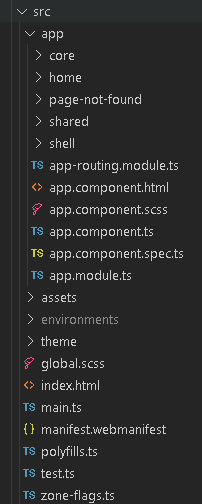 src
app
core
home
page-not-found
shared
shell
TS app-routing.module.ts
<> app.component.html
app.component.scss
TS app.component.ts
TS app.component.spec.ts
TS app.module.ts
assets
environments
theme
global.scss
<> index.html
TS main.ts
{} manifest.webmanifest
TS polyfills.ts
TS test.ts
TS zone-flags.ts